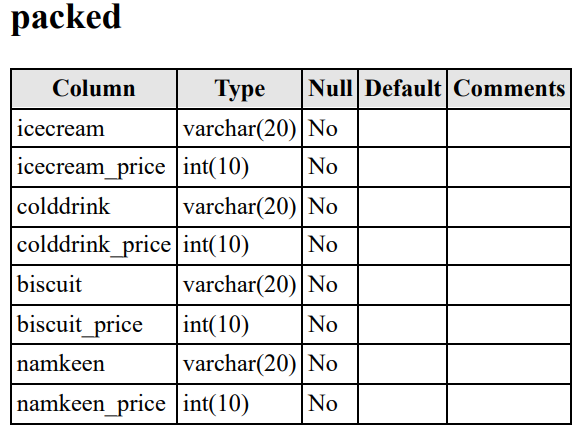 packed
Column Type Null Default Comments
icecream varchar(20) No
icecream_price int(10) No
colddrink varchar(20) No
colddrink_price int(10) No
biscuit varchar(20) No
biscuit_price int(10) No
namkeen varchar(20) No
namkeen_price int(10) No